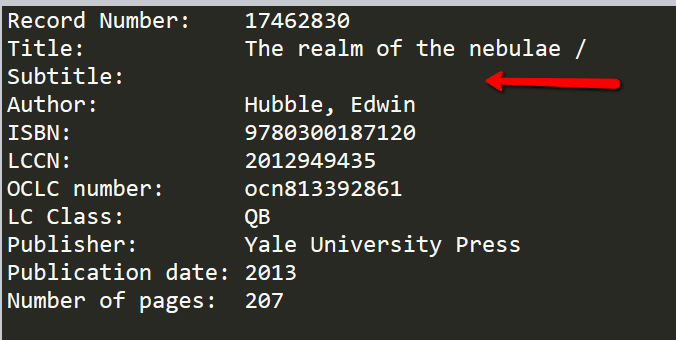 Record Number: 17462830
Title: The realm of the nebulae /
Subtitle:
Author: Hubble, Edwin
ISBN: 9780300187120
LCCN: 2012949435
OCLC number: ocn813392861
LC Class: QB
Publisher: Yale University Press
Publication date: 2013
Number of pages: 207